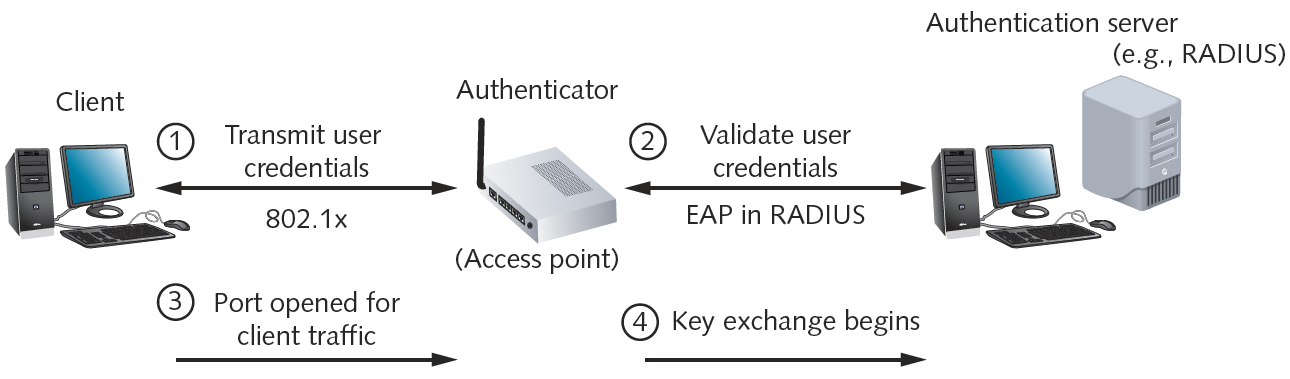 Authentication server
(e.g., RADIUS)
Client
Authenticator
1 Transmit user
credentials
802.1x
2 Validate user
credentials
EAP in RADIUS
(Access point)
3 Port opened for
client traffic
4 Key exchange begins